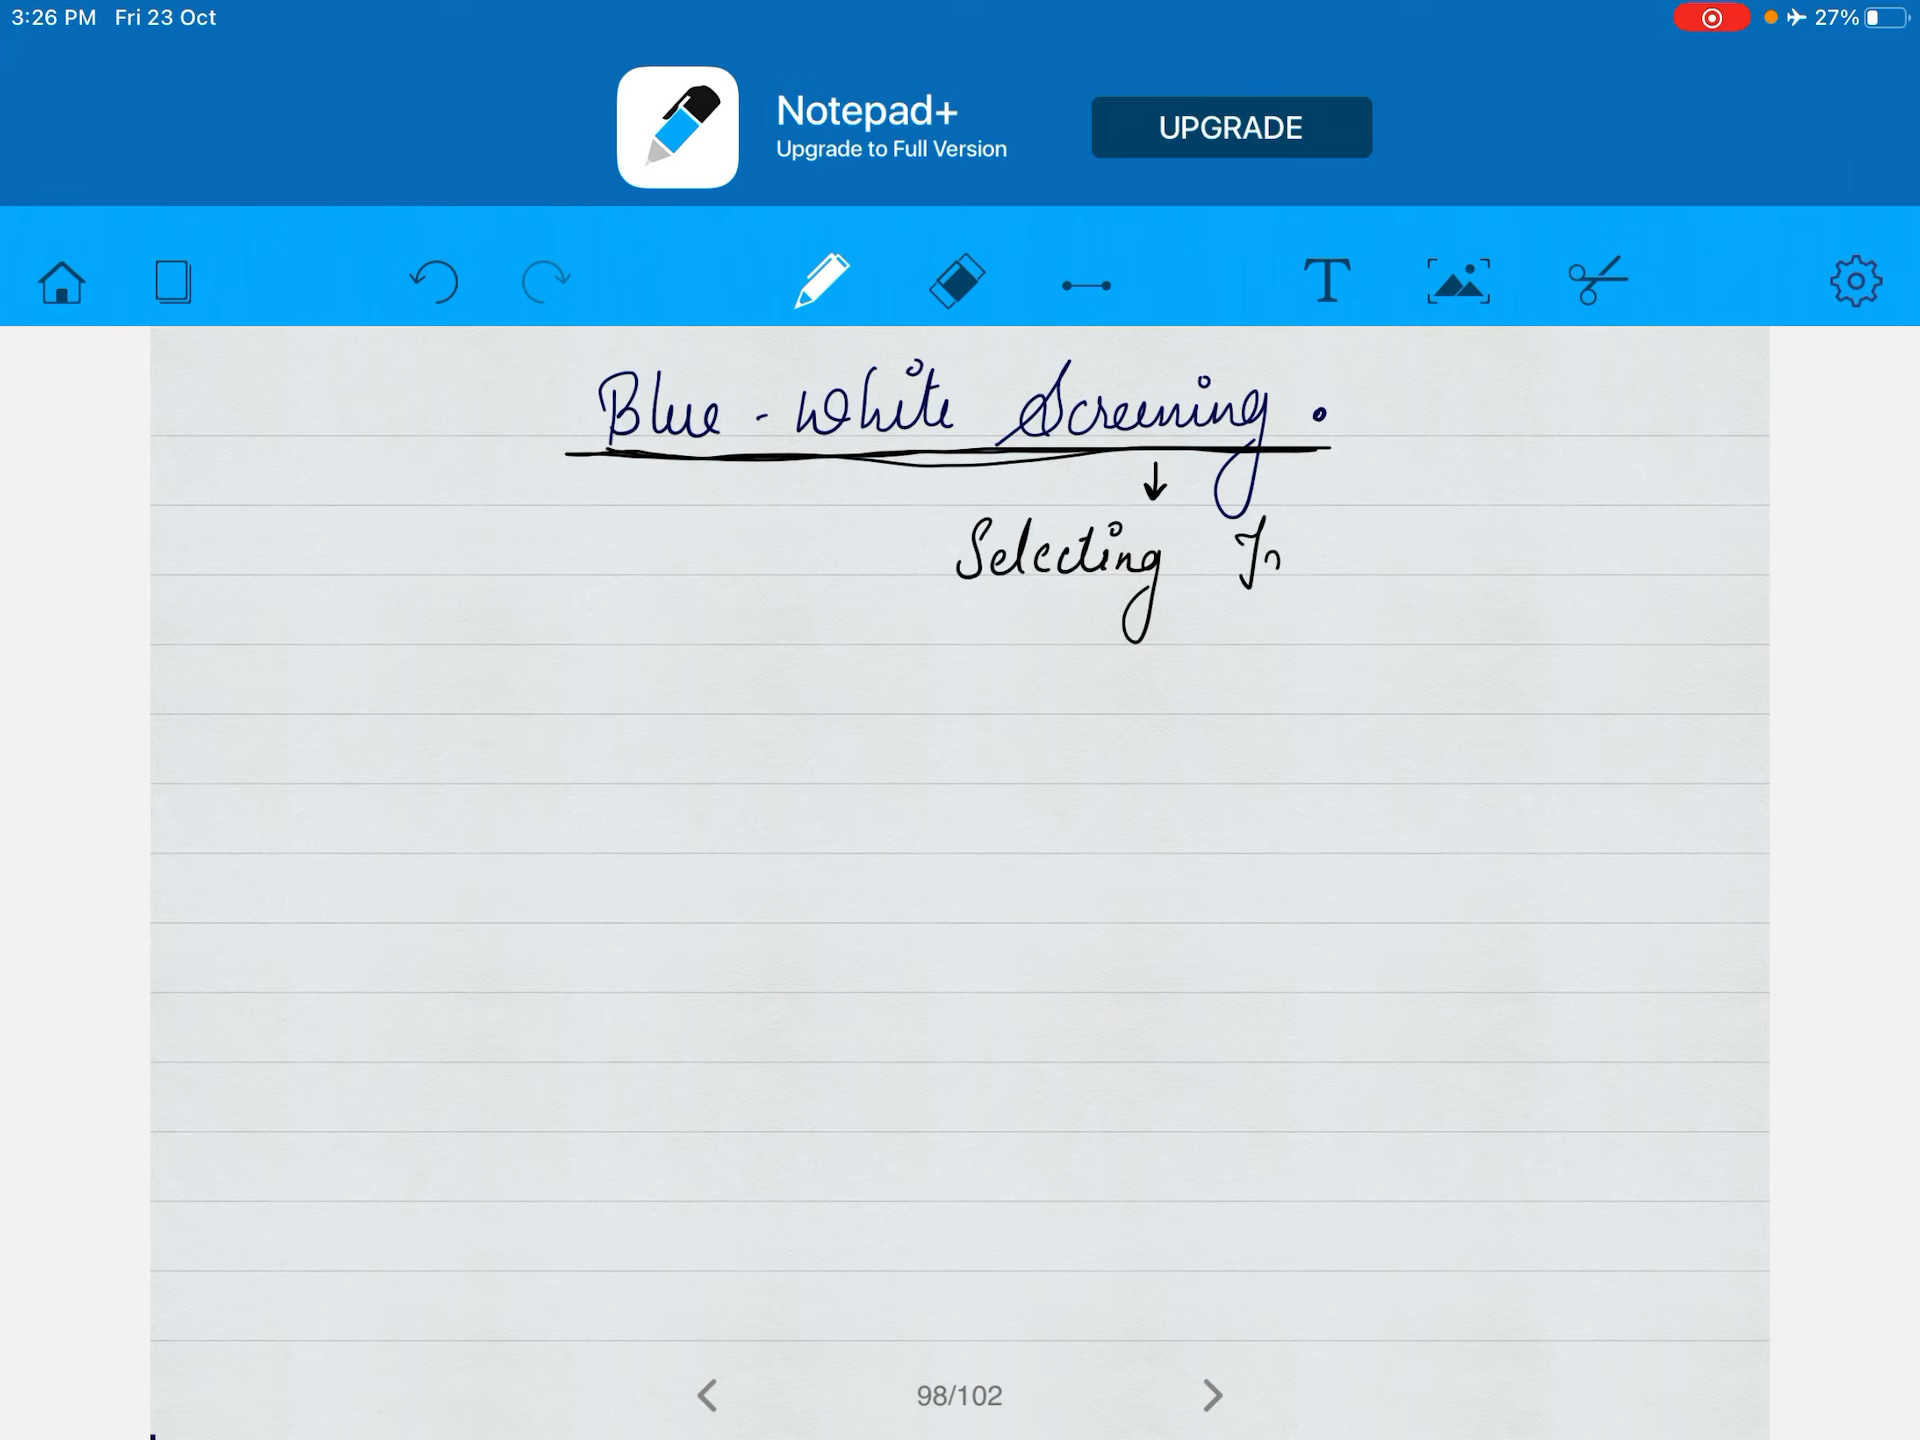 3:26 PM Fri 23 Oct 27%
Notepad+
Upgrade to Full Version
UPGRADE
T
Blue - White Screening .
↓
Selecting
98/102